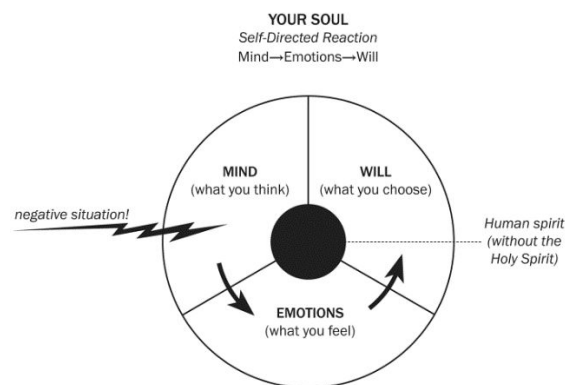 YOUR SOUL
Self-Directed Reaction
Mind→Emotions→Will
MIND
(what you think)
WILL
(what you choose)
negative situation!
Human spirit
(without the
Holy Spirit)
EMOTIONS
(what you feel)